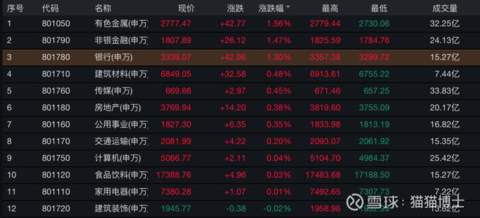 序号 代码 名称 现价 涨跌 涨跌幅 最高 最低 成交量
1 801050 有色金属(申万) 2777.47 +42.77 1.56% 2779.44 2730.06 32.25亿
2 801790 非银金融(申万) 1807.89 +26.12 1.47% 1825.59 1784.76 24.13亿
3 801780 银行(申万) 3339.07 +42.96 1.30% 3357.38 3299.72 15.27亿
4 801710 建筑材料(申万) 6849.05 +32.58 0.48% 6913.61 6755.22 7.44亿
5 801760 传媒(申万) 669.66 +2.97 0.45% 671.46 657.25 33.83亿
6 801180 房地产(申万) 3769.94 +14.20 0.38% 3819.60 3755.09 20.17亿
7 801160 公用事业(申万) 1827.30 +6.35 0.35% 1833.98 1813.19 16.82亿
8 801170 交通运输(申万) 2081.99 +4.22 0.20% 2093.07 2061.92 15.35亿
9 801750 计算机(申万) 5066.77 +2.11 0.04% 5104.70 4984.37 25.42亿
10 801120 食品饮料(申万) 17388.76 +4.96 0.03% 17483.68 17188.50 15.27亿
11 801110 家用电器(申万) 7280.28 +1.07 0.01% 7492.65 7307.73 7.22亿
12 801720 建筑装饰(申万) 1945.77 -0.38 -0.02% 1958.96
雪球:猫猫博士